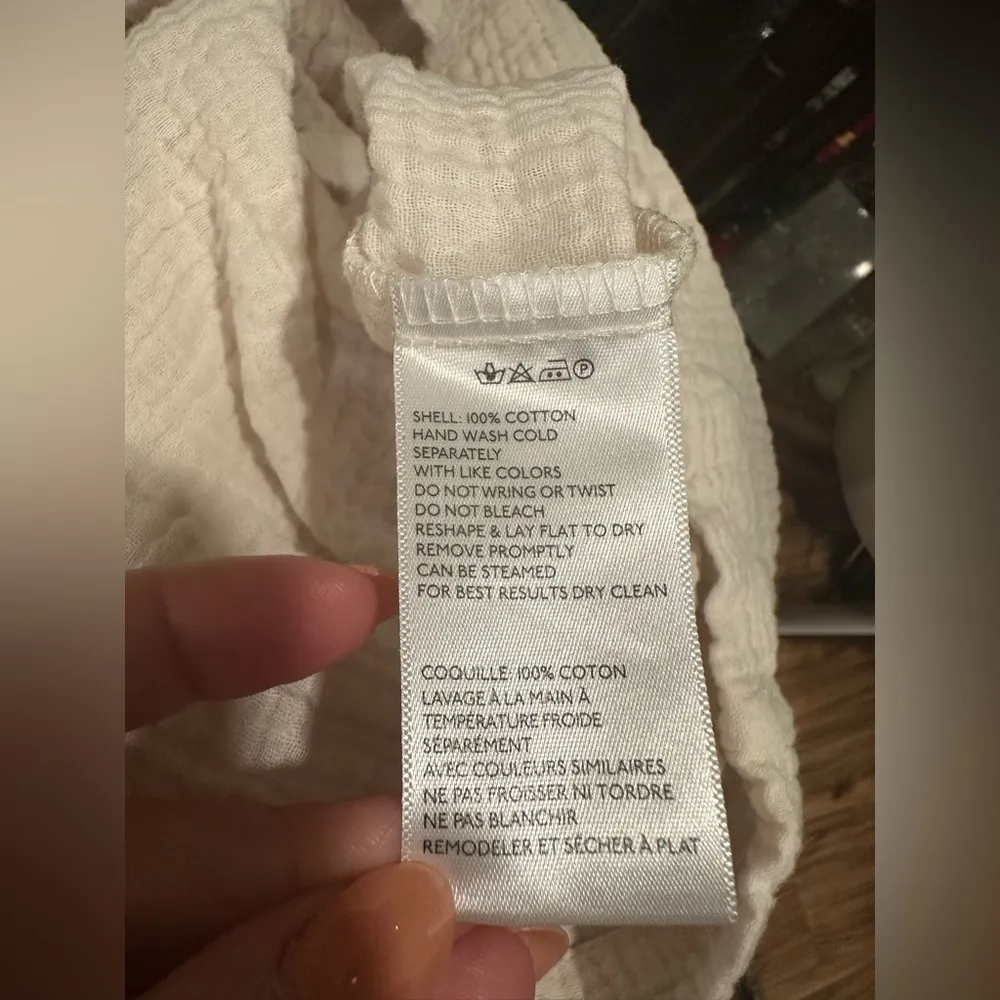 P
SHELL: 100% COTTON
HAND WASH COLD
SEPARATELY
WITH LIKE COLORS
DO NOT WRING OR TWIST
DO NOT BLEACH
RESHAPE & LAY FLAT TO DRY
REMOVE PROMPTLY
CAN BE STEAMED
FOR BEST RESULTS DRY CLEAN
COQUILLE: 100% COTON
LAVAGE À LA MAIN À
TEMPÉRATURE FROIDE
SÉPARÉMENT
AVEC COULEURS SIMILAIRES
NE PAS FROISSER NI TORDRE
NE PAS BLANCHIR
REMODELER ET SÉCHER À PLAT